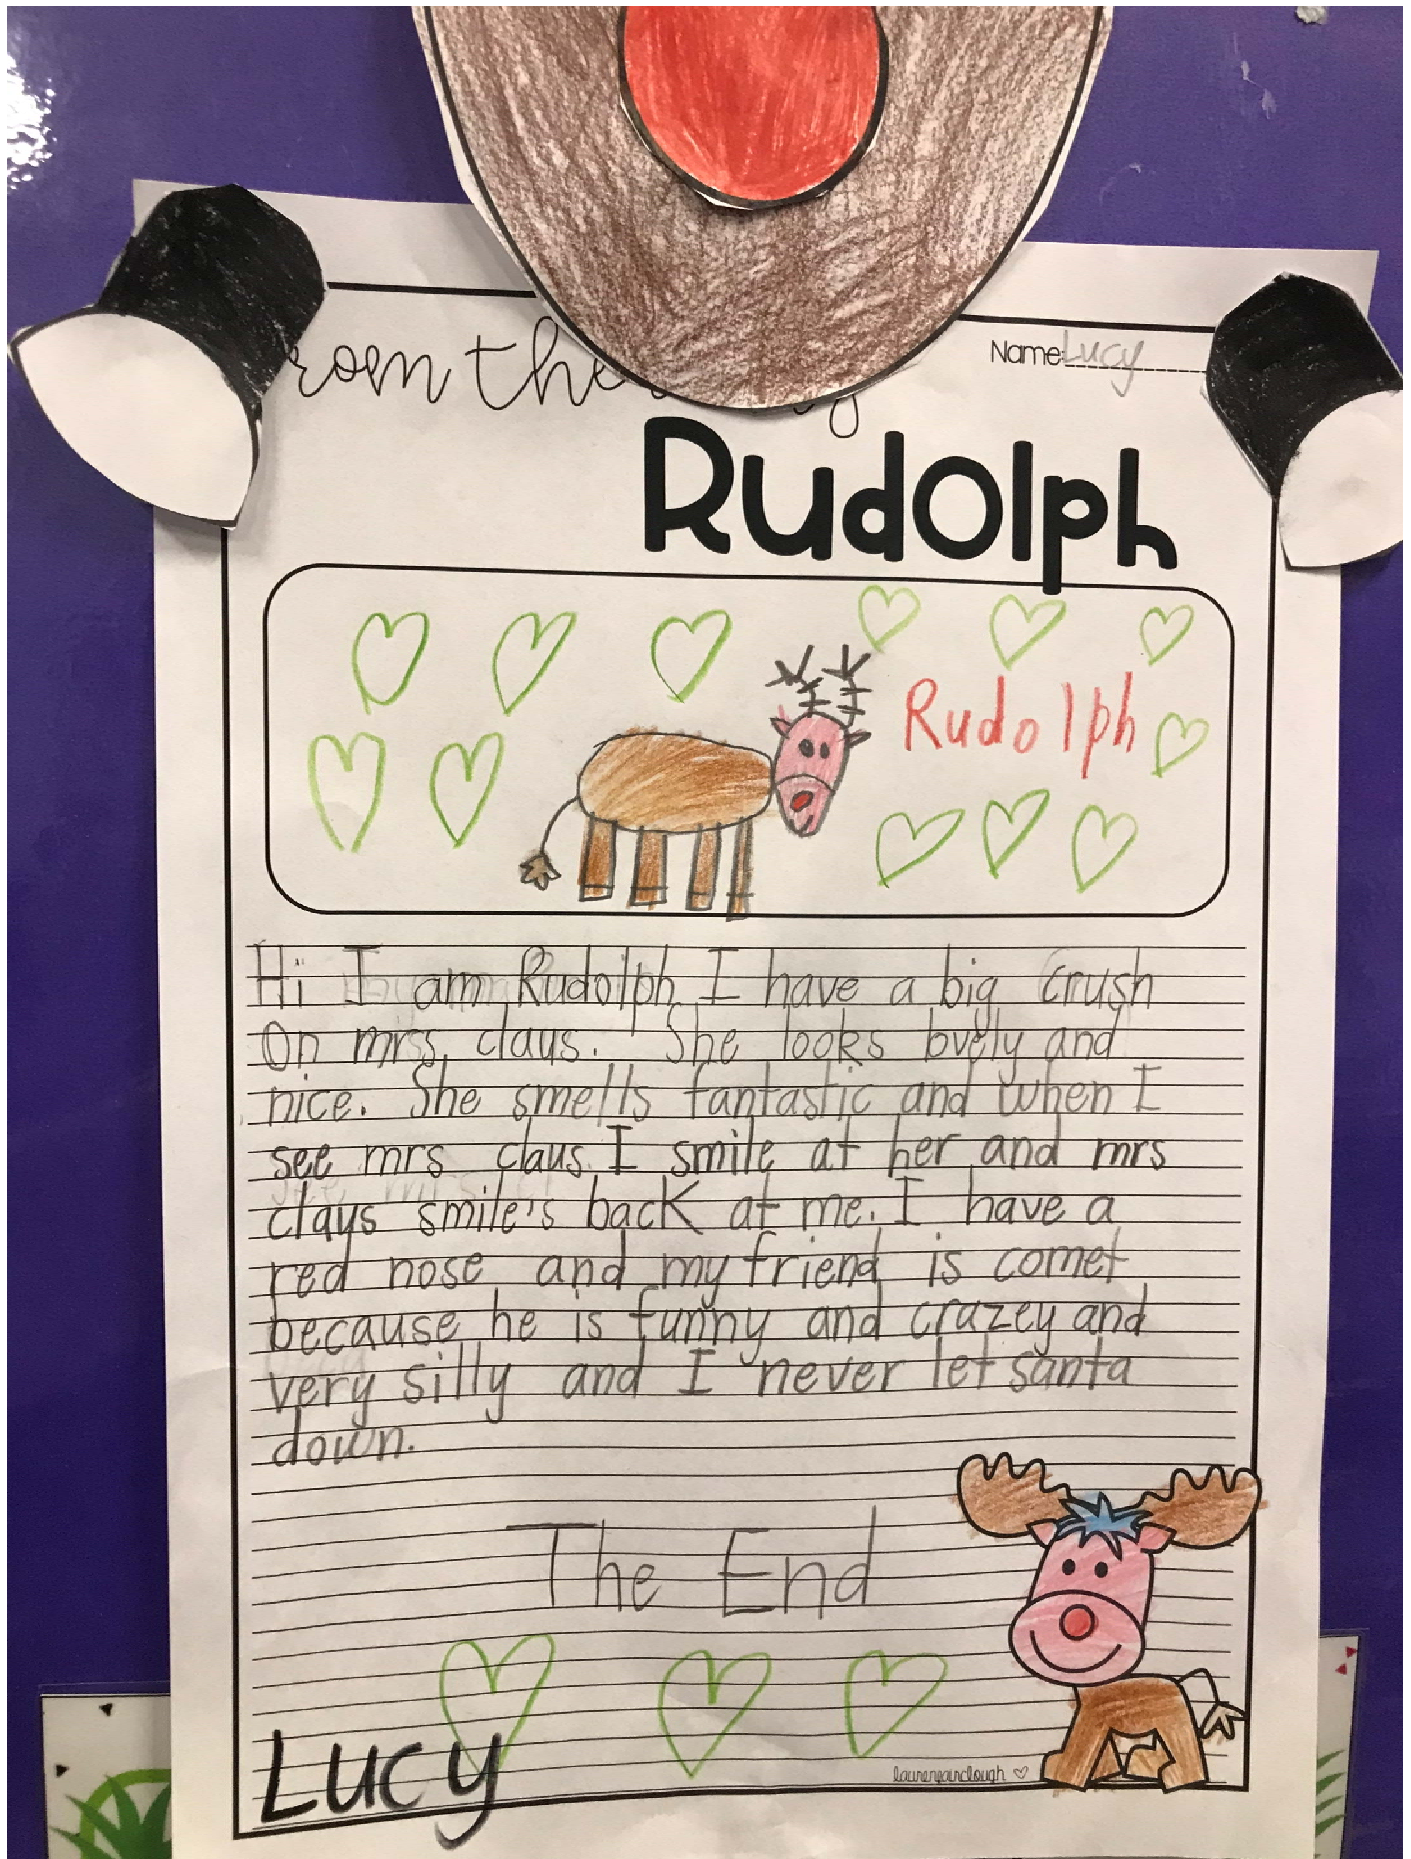 rom the
Name: Lucy
Rudolph
Rudolph
Hi I am Rudolph I have a big crush
On mrs claus. She looks lovely and
nice. She smells fantastic and when I
see mrs claus I smile at her and mrs
clays smile's back at me. I have a
red nose and my friend is comet
because he is funny and crazey and
very silly and I never let santa
down.
The End
Lucy
laurenfairclough